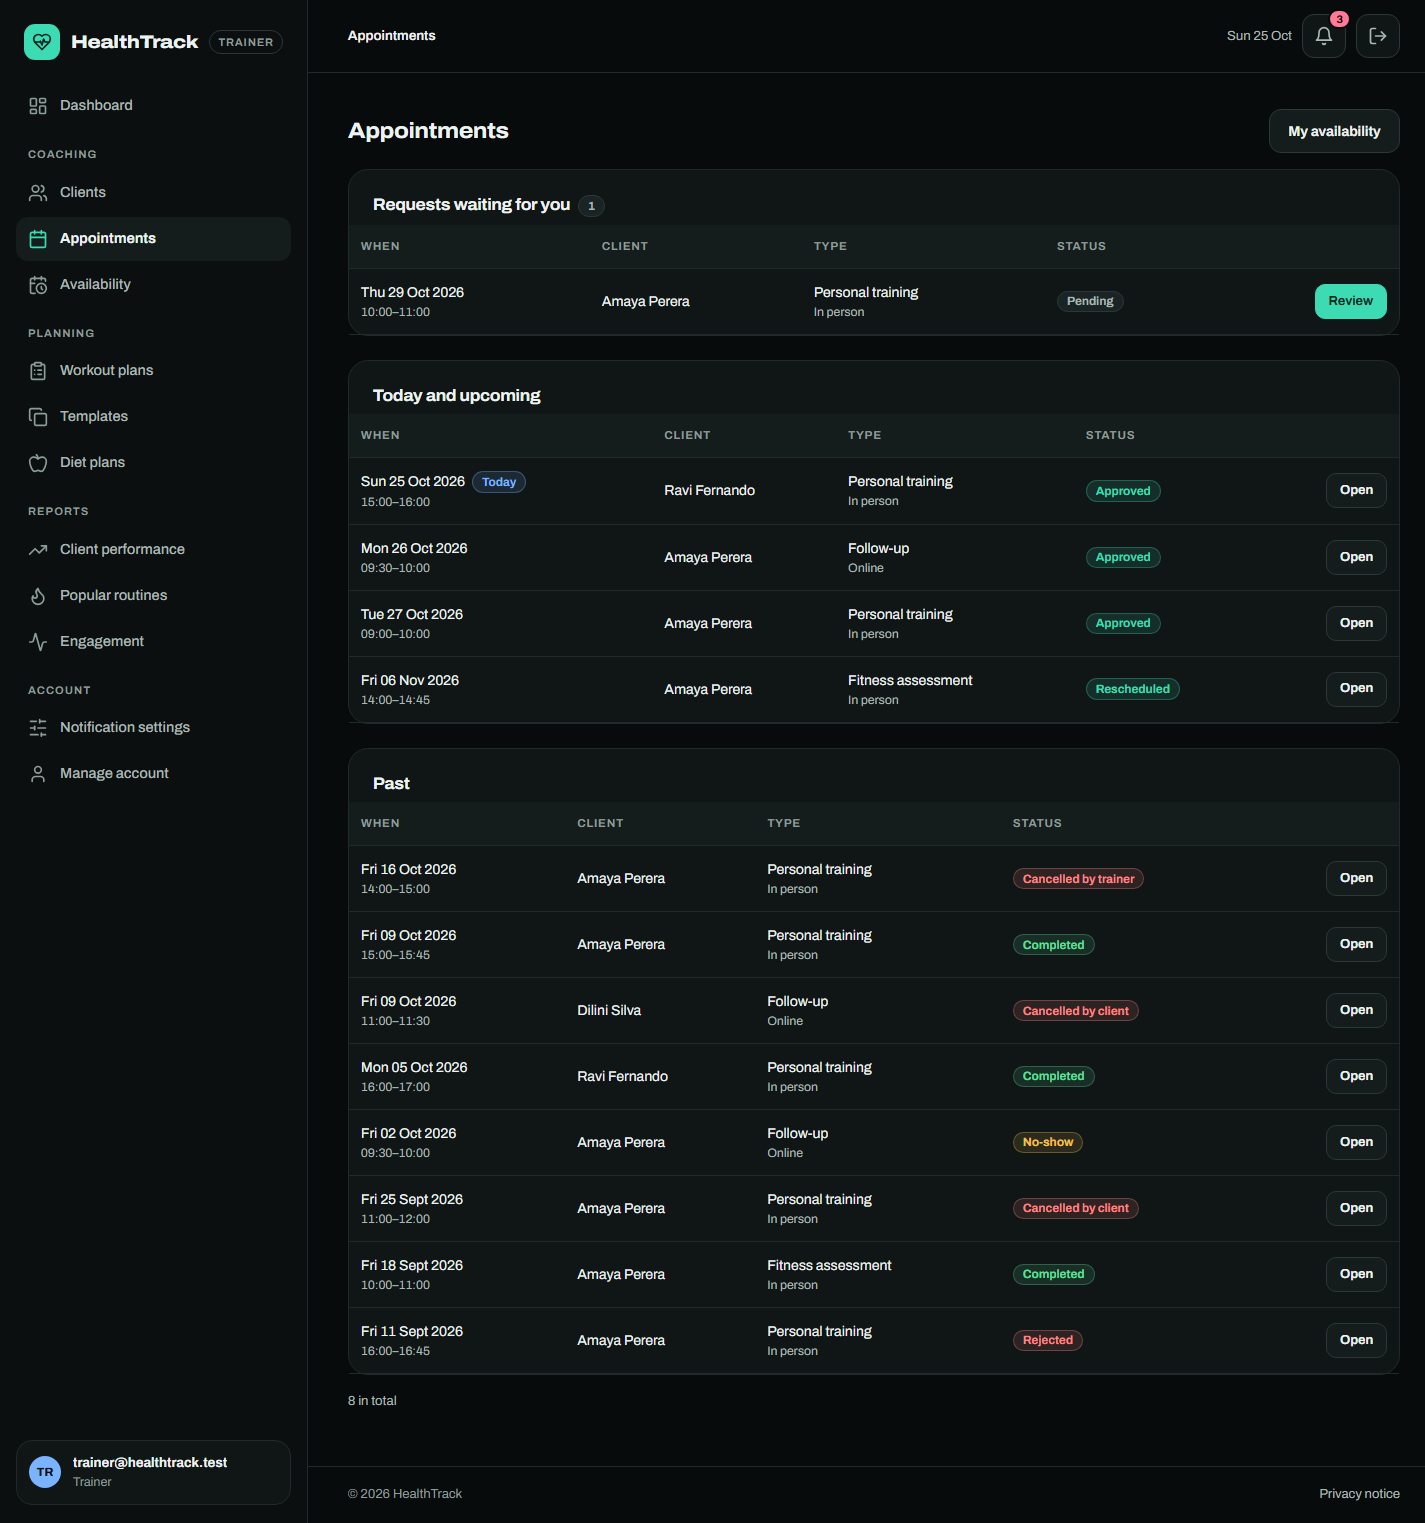 HealthTrack TRAINER
Dashboard
COACHING
Clients
Appointments
Availability
PLANNING
Workout plans
Templates
Diet plans
REPORTS
Client performance
Popular routines
Engagement
ACCOUNT
Notification settings
Manage account
TR
trainer@healthtrack.test
Trainer
Appointments
Sun 25 Oct
3
Appointments
My availability
Requests waiting for you 1
WHEN CLIENT TYPE STATUS
Thu 29 Oct 2026
10:00–11:00
Amaya Perera
Personal training
In person
Pending
Review
Today and upcoming
WHEN CLIENT TYPE STATUS
Sun 25 Oct 2026 Today
15:00–16:00
Ravi Fernando
Personal training
In person
Approved
Open
Mon 26 Oct 2026
09:30–10:00
Amaya Perera
Follow-up
Online
Approved
Open
Tue 27 Oct 2026
09:00–10:00
Amaya Perera
Personal training
In person
Approved
Open
Fri 06 Nov 2026
14:00–14:45
Amaya Perera
Fitness assessment
In person
Rescheduled
Open
Past
WHEN CLIENT TYPE STATUS
Fri 16 Oct 2026
14:00–15:00
Amaya Perera
Personal training
In person
Cancelled by trainer
Open
Fri 09 Oct 2026
15:00–15:45
Amaya Perera
Personal training
In person
Completed
Open
Fri 09 Oct 2026
11:00–11:30
Dilini Silva
Follow-up
Online
Cancelled by client
Open
Mon 05 Oct 2026
16:00–17:00
Ravi Fernando
Personal training
In person
Completed
Open
Fri 02 Oct 2026
09:30–10:00
Amaya Perera
Follow-up
Online
No-show
Open
Fri 25 Sept 2026
11:00–12:00
Amaya Perera
Personal training
In person
Cancelled by client
Open
Fri 18 Sept 2026
10:00–11:00
Amaya Perera
Fitness assessment
In person
Completed
Open
Fri 11 Sept 2026
16:00–16:45
Amaya Perera
Personal training
In person
Rejected
Open
8 in total
© 2026 HealthTrack
Privacy notice